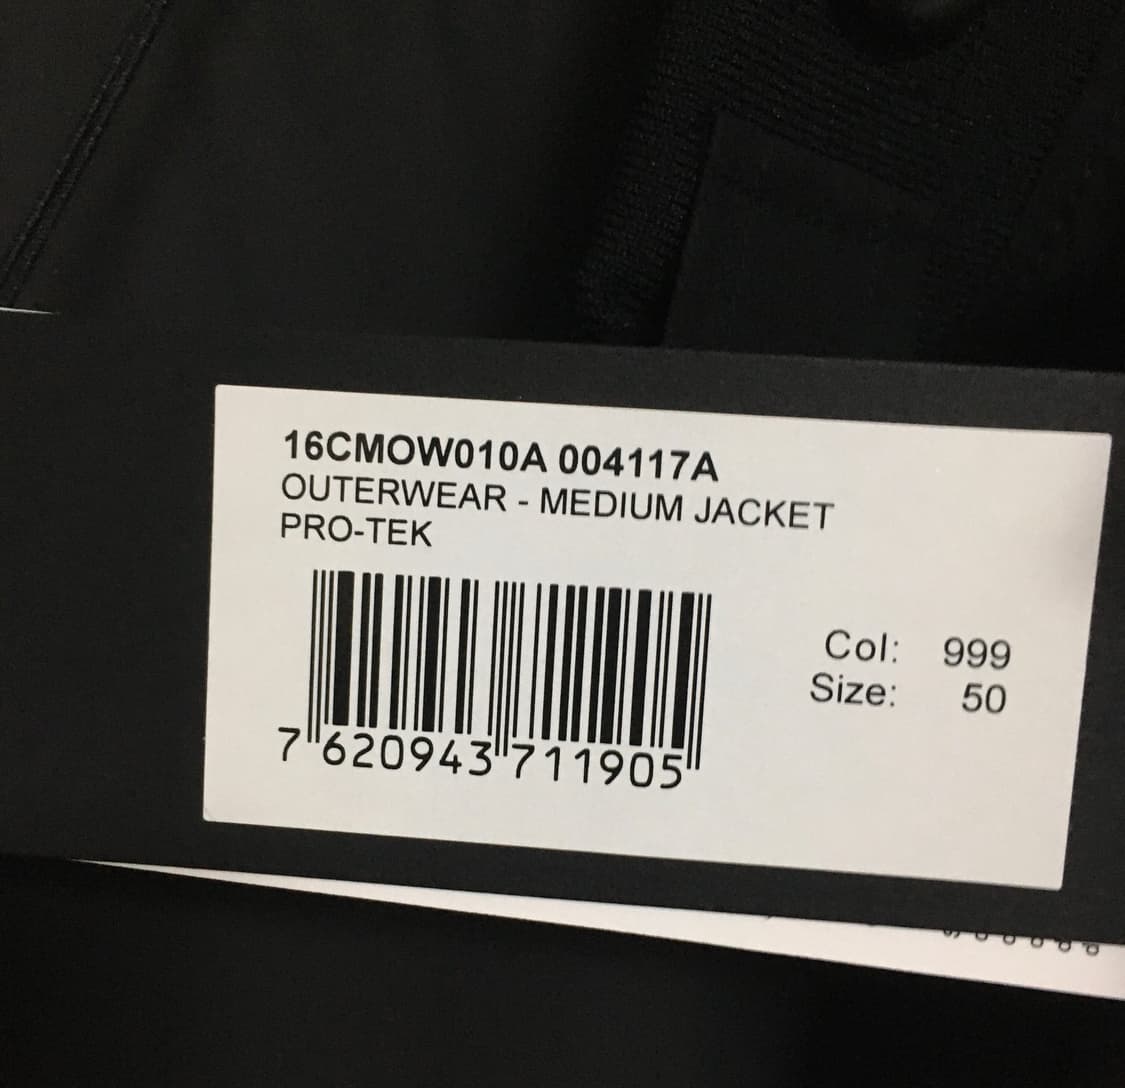 16CMOW010A 004117A
OUTERWEAR - MEDIUM JACKET
PRO-TEK
Col: 999
Size: 50
7 620943 711905